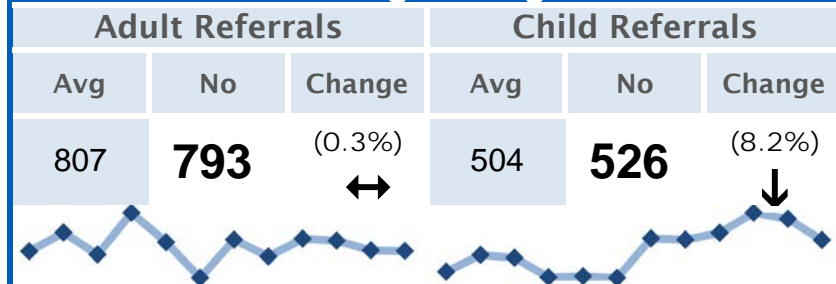 Adult Referrals Child Referrals
Avg No Change Avg No Change
807 793 (0.3%) 504 526 (8.2%)